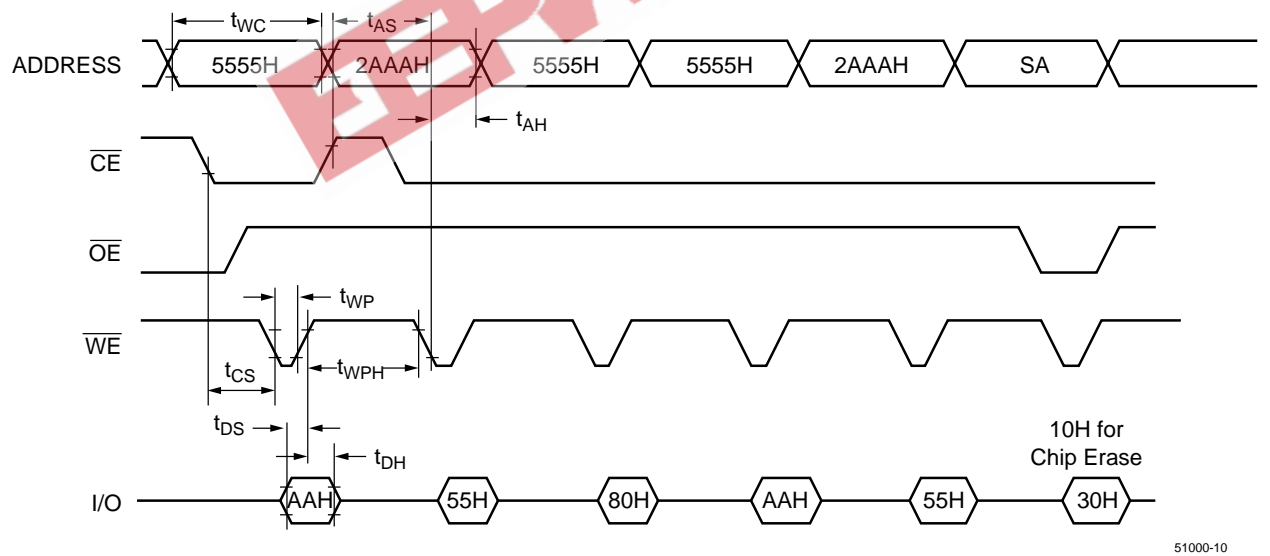 tWC tAS
ADDRESS 5555H 2AAAH 5555H 5555H 2AAAH SA
tAH
CE
OE
tWP
WE
tCS tWPH
tDS
tDH
10H for
Chip Erase
I/O AAH 55H 80H AAH 55H 30H
51000-10